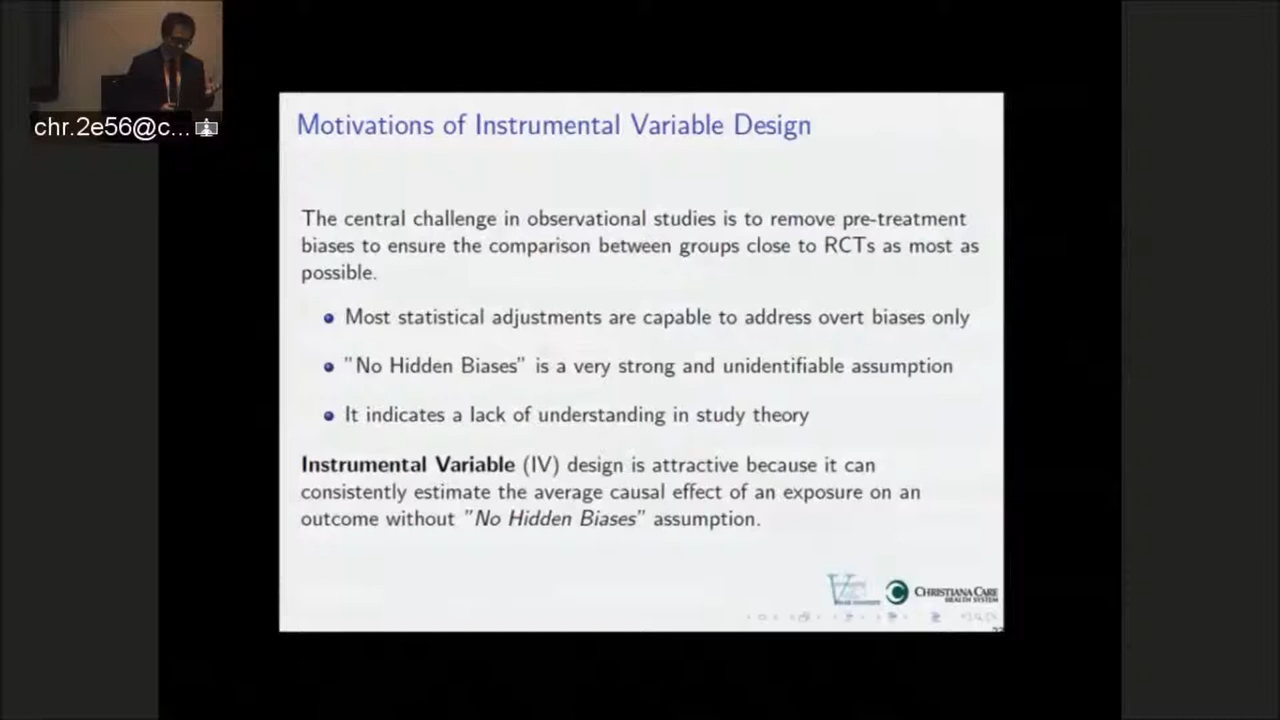 chr.2e56@c...
Motivations of Instrumental Variable Design
The central challenge in observational studies is to remove pre-treatment
biases to ensure the comparison between groups close to RCTs as most as
possible.
Most statistical adjustments are capable to address overt biases only
"No Hidden Biases" is a very strong and unidentifiable assumption
It indicates a lack of understanding in study theory
Instrumental Variable (IV) design is attractive because it can
consistently estimate the average causal effect of an exposure on an
outcome without "No Hidden Biases" assumption.
CHRISTIANA CARE
HEALTH SYSTEM